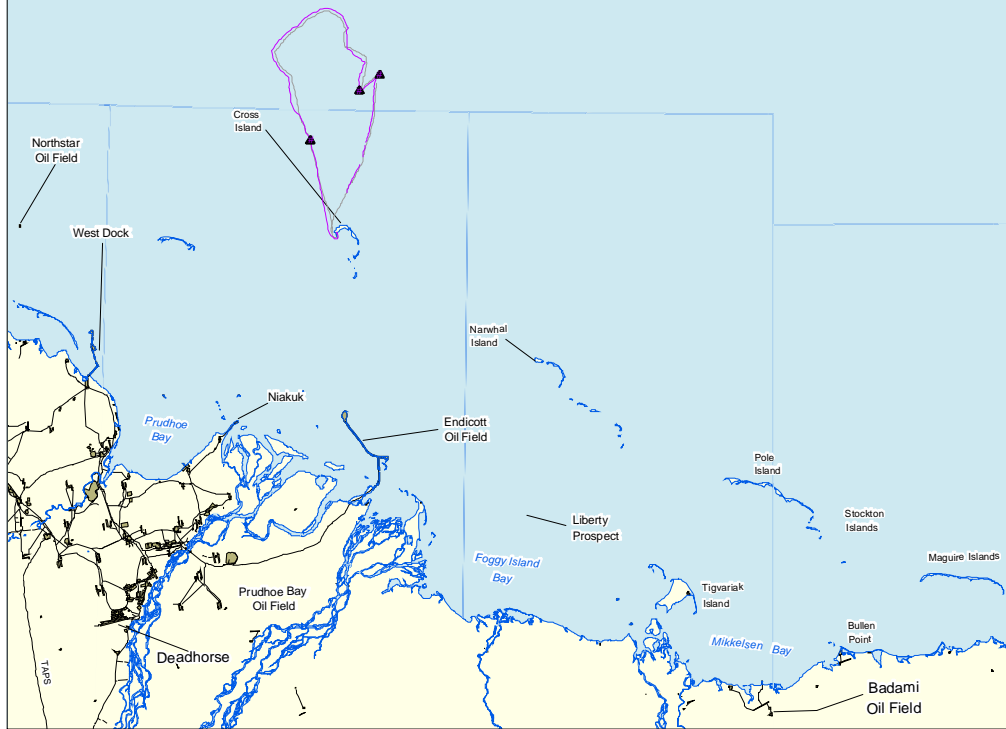 Cross
Island
Northstar
Oil Field
West Dock
Narwhal
Island
Niakuk
Prudhoe
Bay
Endicott
Oil Field
Pole
Island
Stockton
Islands
Liberty
Prospect
Foggy Island
Bay
Maguire Islands
Tigvariak
Island
Prudhoe Bay
Oil Field
Bullen
Point
Mikkelsen Bay
Deadhorse
TAPS
Badami
Oil Field